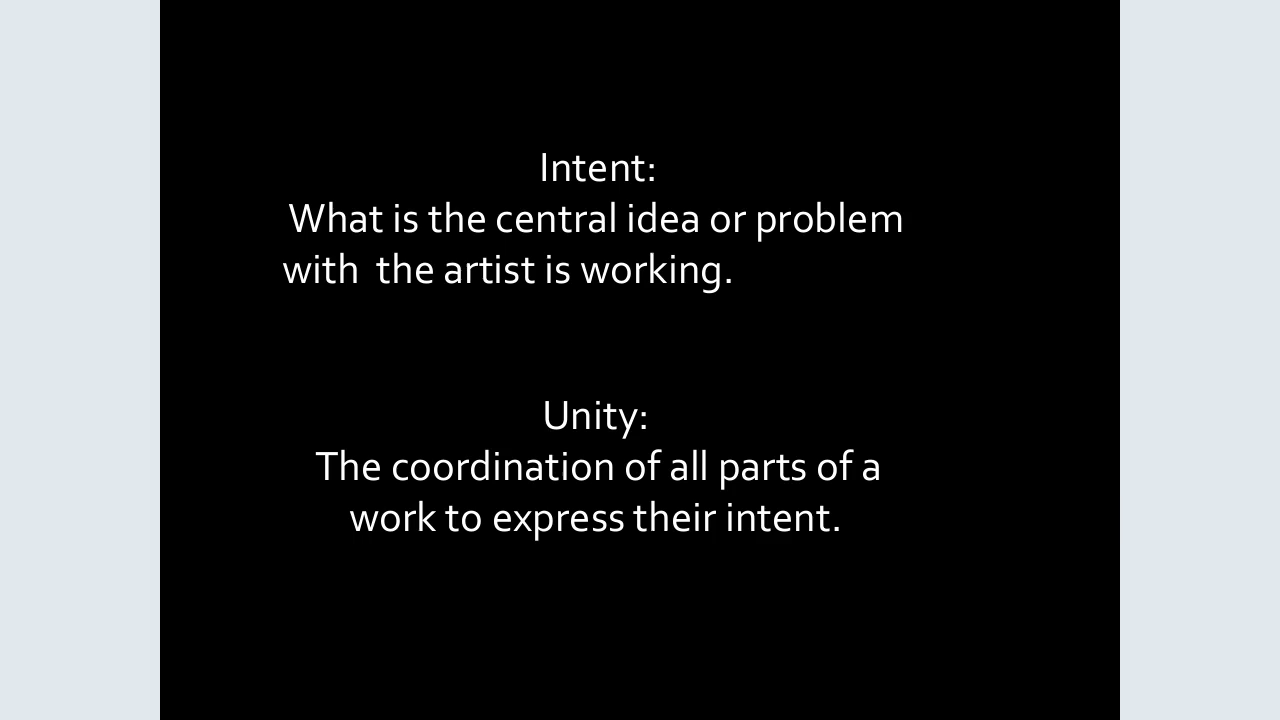 Intent:
What is the central idea or problem
with  the artist is working.
Unity:
The coordination of all parts of a
work to express their intent.